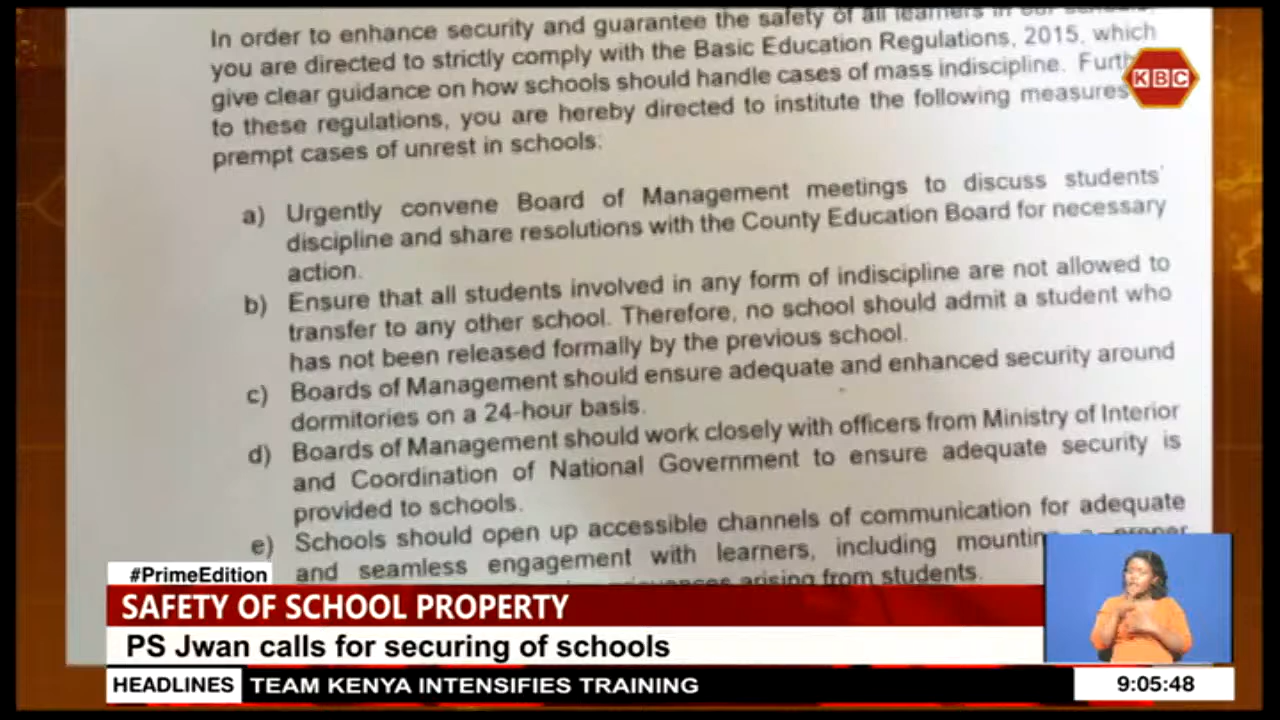 In order to enhance security and guarantee the safety of all learners in our schools,
you are directed to strictly comply with the Basic Education Regulations, 2015, which
give clear guidance on how schools should handle cases of mass indiscipline. Furth
to these regulations, you are hereby directed to institute the following measures
prempt cases of unrest in schools:
a) Urgently convene Board of Management meetings to discuss students'
discipline and share resolutions with the County Education Board for necessary
action.
b) Ensure that all students involved in any form of indiscipline are not allowed to
transfer to any other school. Therefore, no school should admit a student who
has not been released formally by the previous school.
c) Boards of Management should ensure adequate and enhanced security around
dormitories on a 24-hour basis.
d) Boards of Management should work closely with officers from Ministry of Interior
and Coordination of National Government to ensure adequate security is
provided to schools.
e) Schools should open up accessible channels of communication for adequate
and seamless engagement with learners, including mountin a proper
grievances arising from students.
KBC
#PrimeEdition
SAFETY OF SCHOOL PROPERTY
PS Jwan calls for securing of schools
HEADLINES TEAM KENYA INTENSIFIES TRAINING 9:05:48